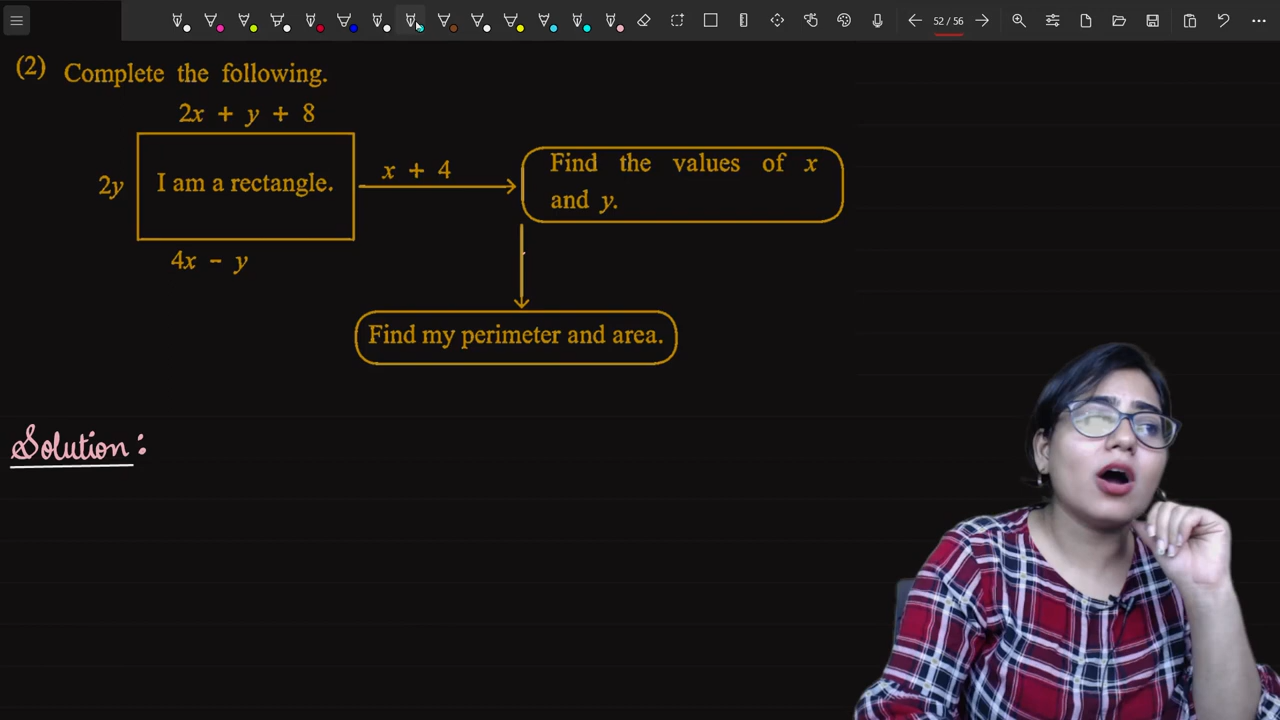 52 / 56
(2) Complete the following.
2x + y + 8
2y
I am a rectangle.
x + 4
4x - y
Find the values of x
and y.
Find my perimeter and area.
Solution :